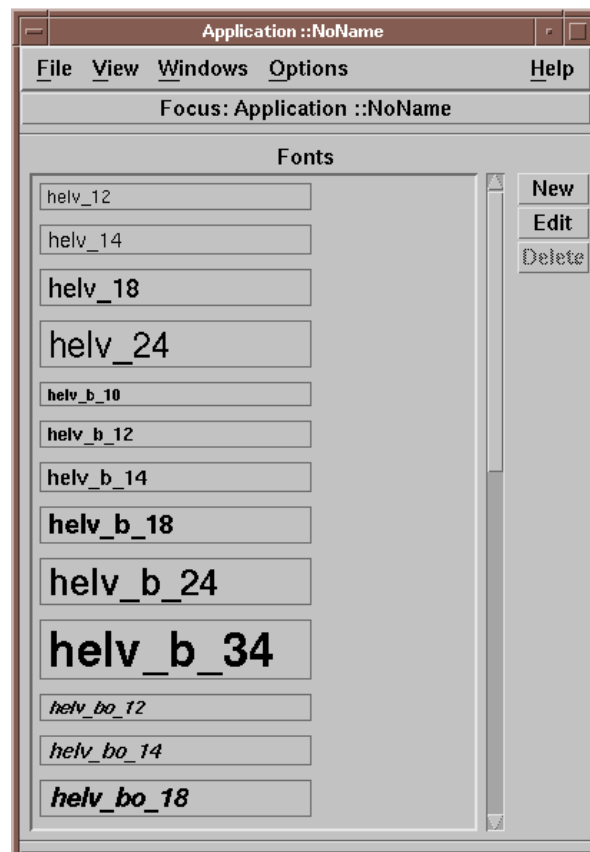 Application ::NoName
File View Windows Options Help
Focus: Application ::NoName
Fonts
helv_12
helv_14
helv_18
helv_24
helv_b_10
helv_b_12
helv_b_14
helv_b_18
helv_b_24
helv_b_34
helv_bo_12
helv_bo_14
helv_bo_18
New
Edit
Delete